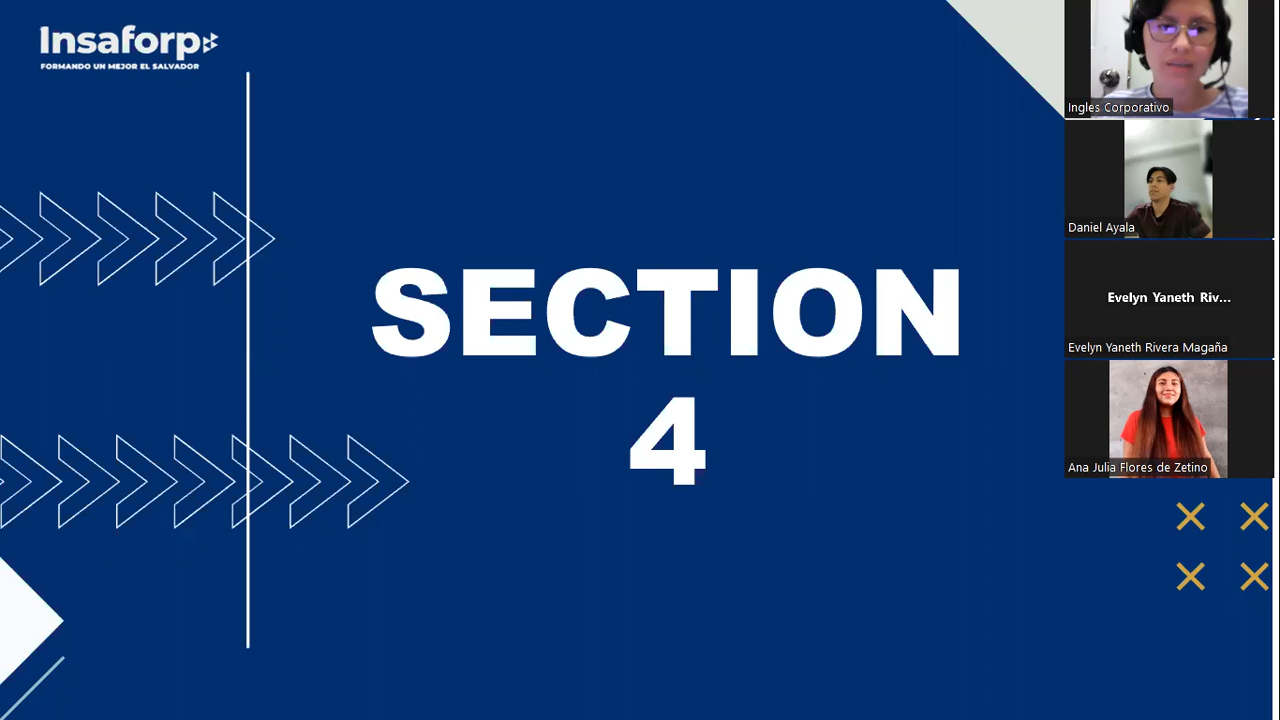 Insaforp
FORMANDO UN MEJOR EL SALVADOR
SECTION
4
Ingles Corporativo
Daniel Ayala
Evelyn Yaneth Riv...
Evelyn Yaneth Rivera Magaña
Ana Julia Flores de Zetino